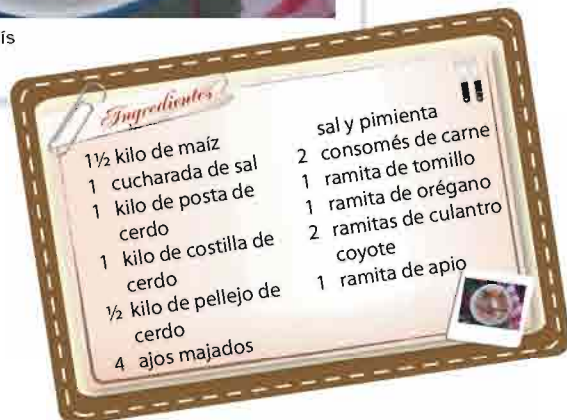 ís
Ingredientes
1½ kilo de maíz
1 cucharada de sal
1 kilo de posta de
cerdo
1 kilo de costilla de
cerdo
½ kilo de pellejo de
cerdo
4 ajos majados
sal y pimienta
2 consomés de carne
1 ramita de tomillo
1 ramita de orégano
2 ramitas de culantro
coyote
1 ramita de apio